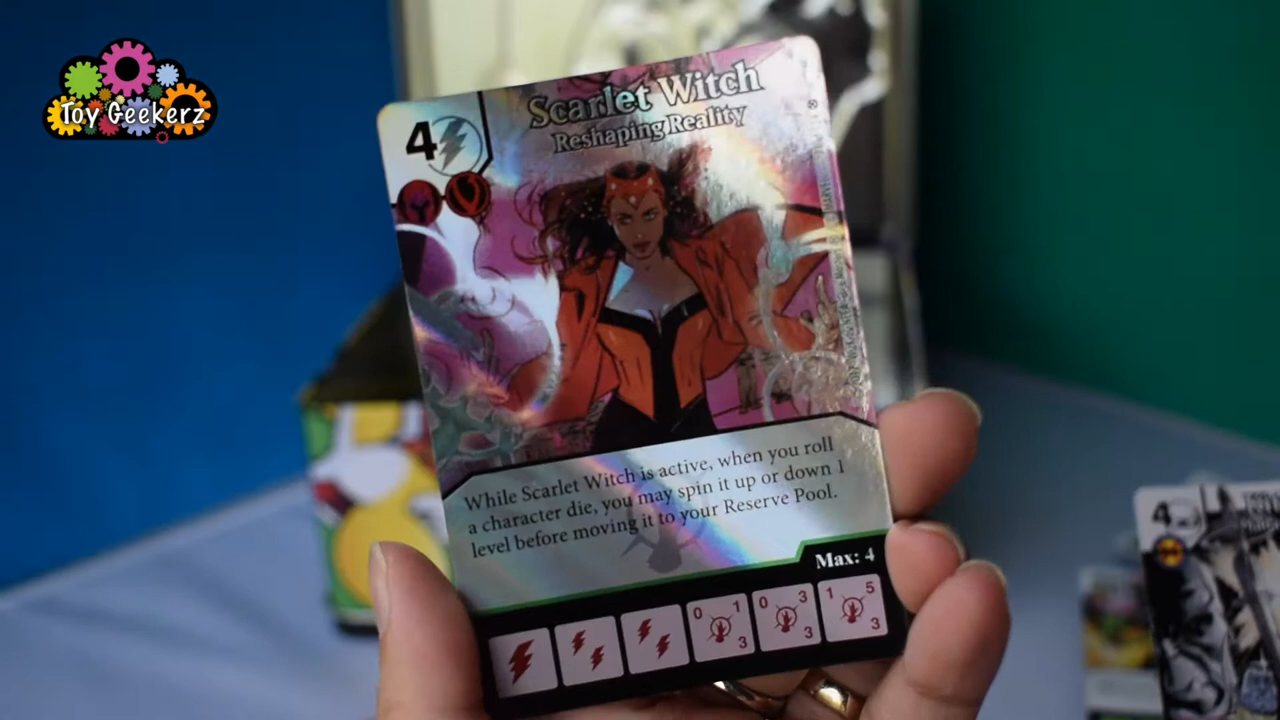 Toy Geekerz
Scarlet Witch
Reshaping Reality
4
While Scarlet Witch is active, when you roll
a character die, you may spin it up or down 1
level before moving it to your Reserve Pool.
Max: 4
0 1 3
0 3 3
1 5 3
4